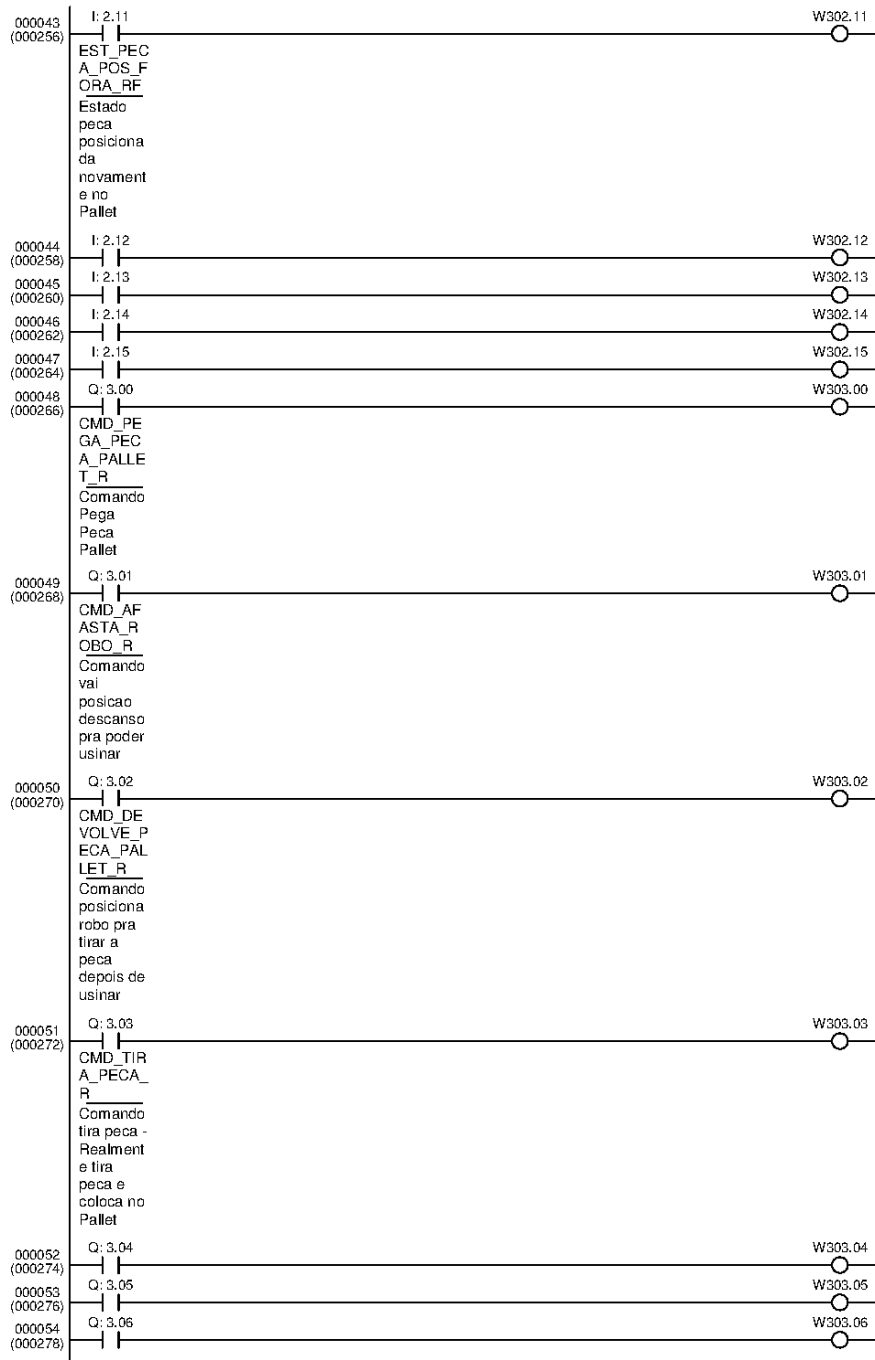 000043 I: 2.11 W302.11
(000256)
EST_PEC
A_POS_F
ORA_RF
Estado
peca
posiciona
da
novament
e no
Pallet
000044 I: 2.12 W302.12
(000258)
000045 I: 2.13 W302.13
(000260)
000046 I: 2.14 W302.14
(000262)
000047 I: 2.15 W302.15
(000264)
000048 Q: 3.00 W303.00
(000266)
CMD_PE
GA_PEC
A_PALLE
T_R
Comando
Pega
Peca
Pallet
000049 Q: 3.01 W303.01
(000268)
CMD_AF
ASTA_R
OBO_R
Comando
vai
posicao
descanso
pra poder
usinar
000050 Q: 3.02 W303.02
(000270)
CMD_DE
VOLVE_P
ECA_PAL
LET_R
Comando
posiciona
robo pra
tirar a
peca
depois de
usinar
000051 Q: 3.03 W303.03
(000272)
CMD_TIR
A_PECA_
R
Comando
tira peca -
Realment
e tira
peca e
coloca no
Pallet
000052 Q: 3.04 W303.04
(000274)
000053 Q: 3.05 W303.05
(000276)
000054 Q: 3.06 W303.06
(000278)